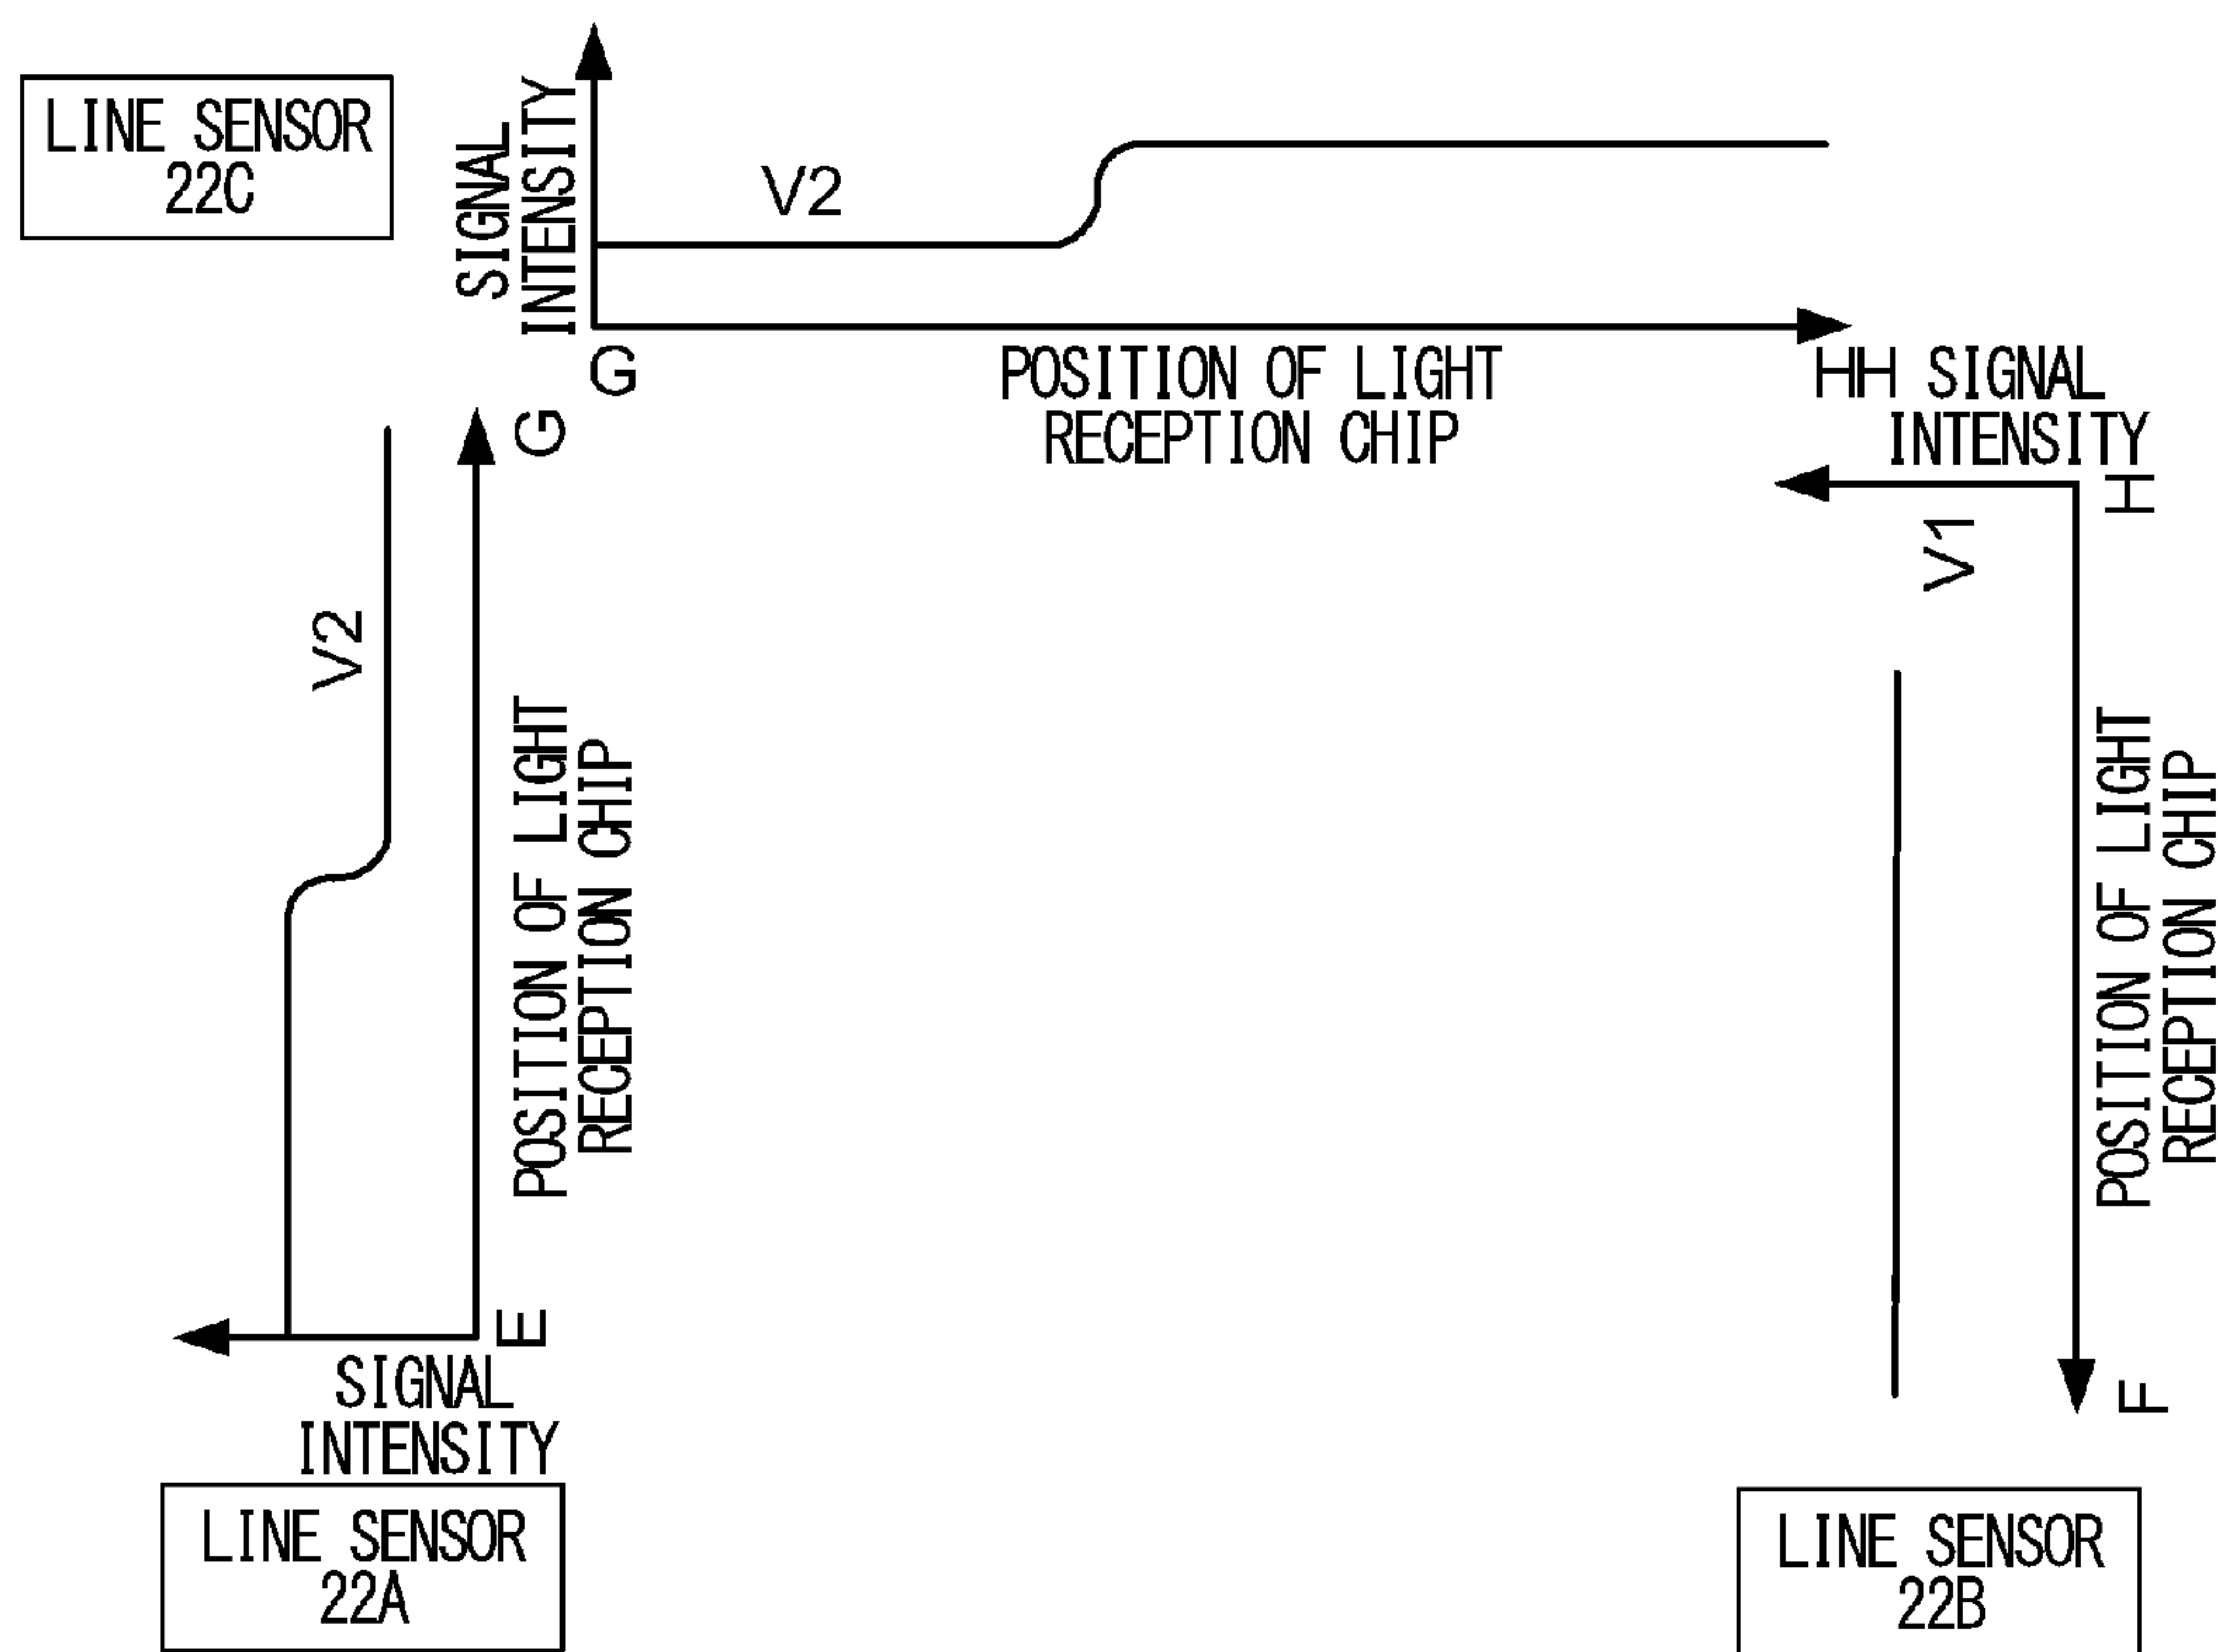 LINE SENSOR
22C
SIGNAL
INTENSITY
V2
G
POSITION OF LIGHT
RECEPTION CHIP
HH SIGNAL
INTENSITY
G
V2
POSITION OF LIGHT
RECEPTION CHIP
E
SIGNAL
INTENSITY
LINE SENSOR
22A
H
V1
POSITION OF LIGHT
RECEPTION CHIP
F
LINE SENSOR
22B